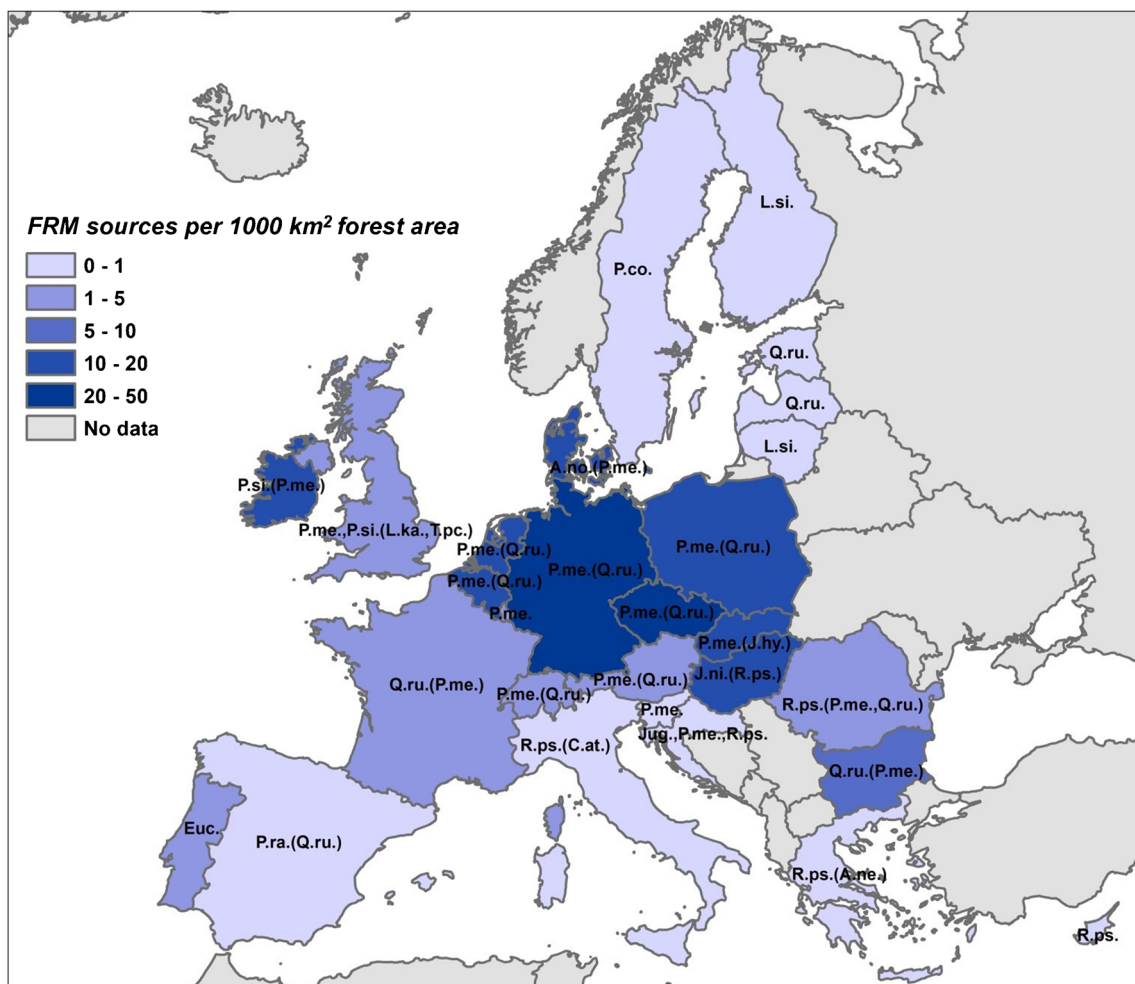 L.si.
FRM sources per 1000 km² forest area
0 - 1
P.co.
1 - 5
5 - 10
10 - 20
Q.ru.
20 - 50
Q.ru.
No data
L.si.
A.no.(P.me.)
P.si.(P.me.)
P.me.,P.si.(L.ka.,T.pc.)
P.me.(Q.ru.)
P.me.(Q.ru.)
P.me.(Q.ru.)
P.me.(Q.ru.)
P.me.
P.me.(Q.ru.)
P.me.(J.hy.)
J.ni.(R.ps.)
Q.ru.(P.me.)
P.me.(Q.ru.)
P.me.(Q.ru.)
R.ps.(P.me.,Q.ru.)
P.me.
Jug.,P.me.,R.ps.
R.ps.(C.at.)
Q.ru.(P.me.)
Euc.
P.ra.(Q.ru.)
R.ps.(A.ne.)
R.ps.